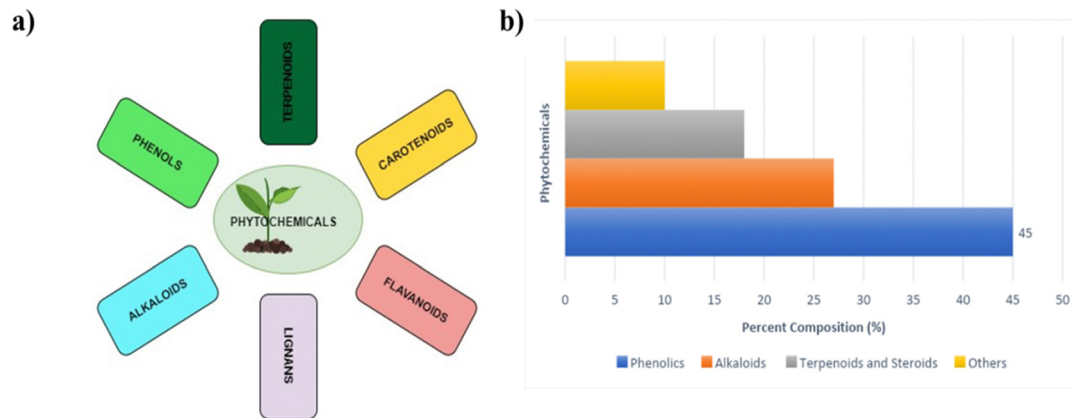 a)
TERPENOIDS
PHENOLS
CAROTENOIDS
PHYTOCHEMICALS
ALKALOIDS
FLAVANOIDS
LIGNANS
b)
Phytochemicals
45
0 5 10 15 20 25 30 35 40 45 50
Percent Composition (%)
Phenolics Alkaloids Terpenoids and Steroids Others